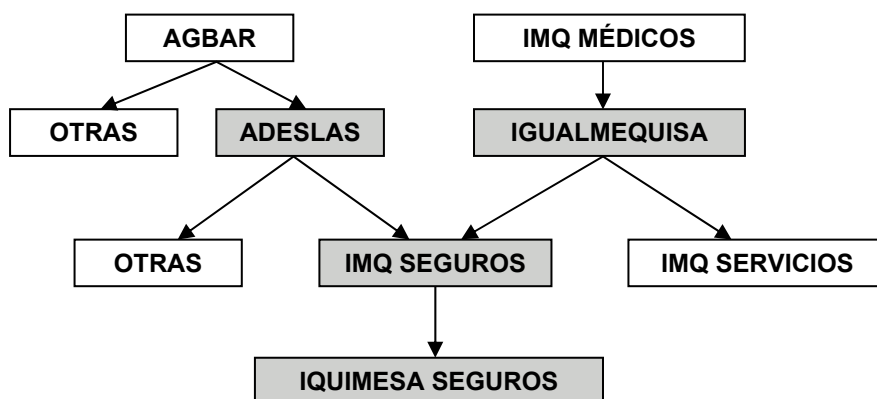 AGBAR
IMQ MÉDICOS
OTRAS
ADESLAS
IGUALMEQUISA
OTRAS
IMQ SEGUROS
IMQ SERVICIOS
IQUIMESA SEGUROS